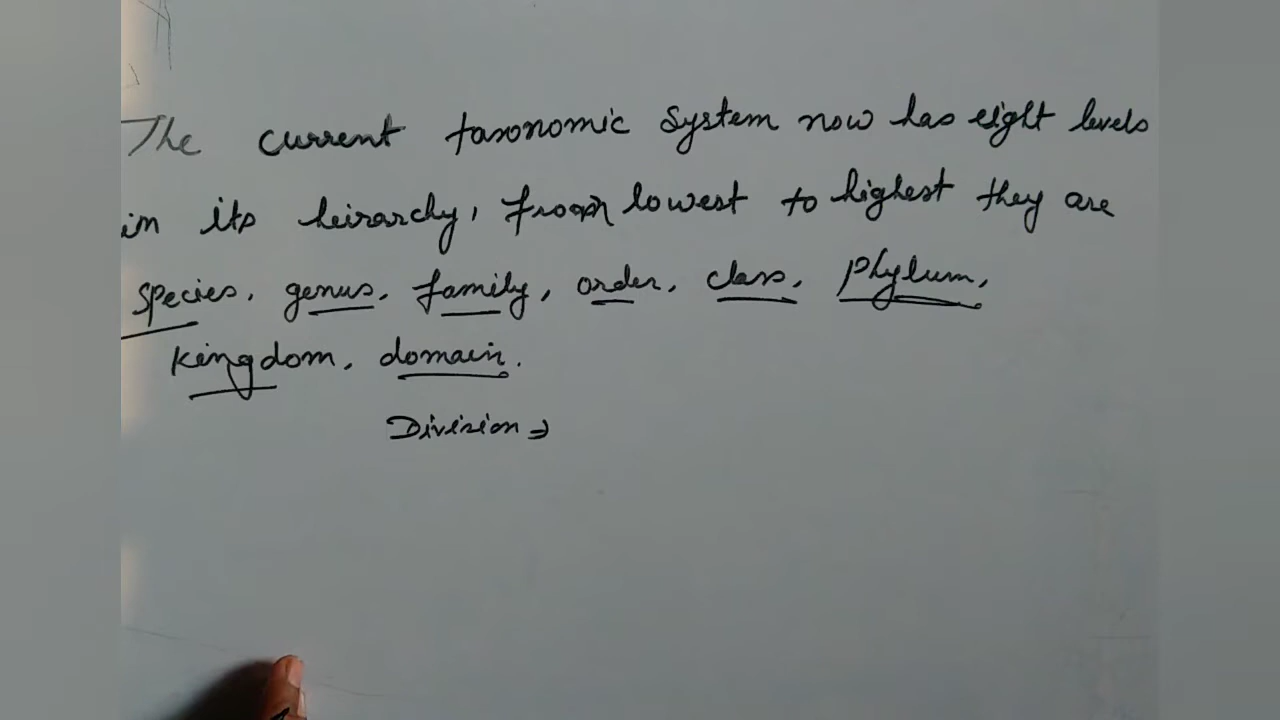 The current taxonomic system now has eight levels
in its heirarchy, from lowest to highest they are
species, genus, family, order, class, phylum,
kingdom, domain.
Division →